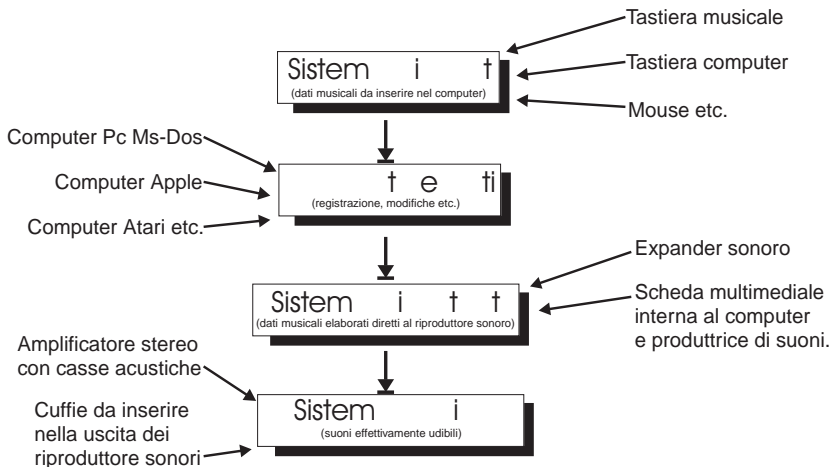 Tastiera musicale
Sistem i t
Tastiera computer
(dati musicali da inserire nel computer)
Mouse etc.
Computer Pc Ms-Dos
t e ti
Computer Apple
(registrazione, modifiche etc.)
Computer Atari etc.
Expander sonoro
Sistem i t t
(dati musicali elaborati diretti al riproduttore sonoro)
Scheda multimediale
interna al computer
e produttrice di suoni.
Amplificatore stereo
con casse acustiche
Sistem i
(suoni effettivamente udibili)
Cuffie da inserire
nella uscita dei
riproduttore sonori